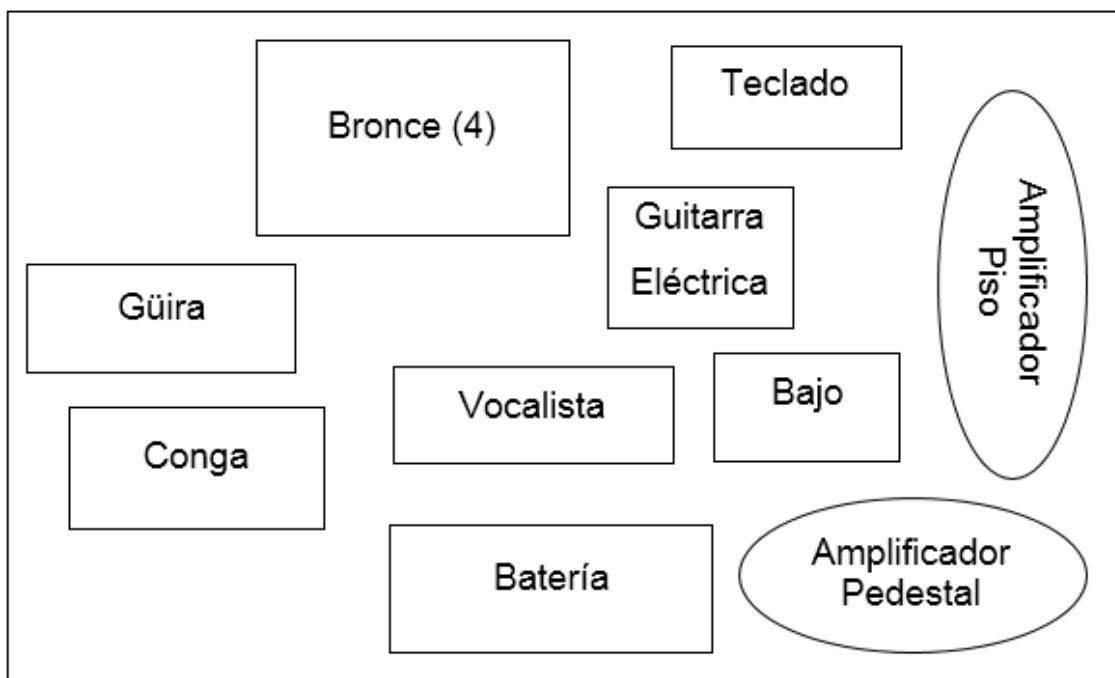 Teclado
Bronce (4)
Guitarra
Eléctrica
Amplificador
Piso
Güira
Vocalista
Bajo
Conga
Batería
Amplificador
Pedestal